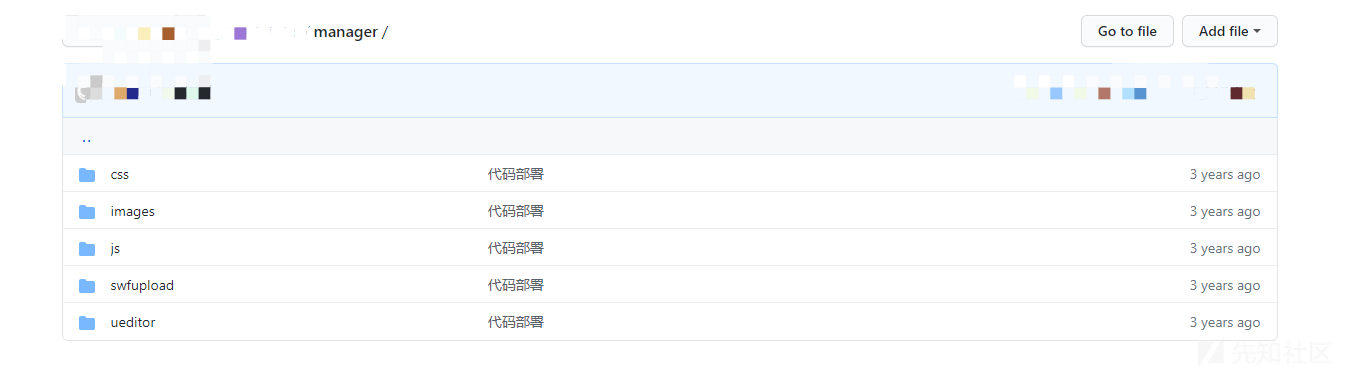 / manager /
Go to file
Add file
..
css 代码部署 3 years ago
images 代码部署 3 years ago
js 代码部署 3 years ago
swfupload 代码部署 3 years ago
ueditor 代码部署 3 years ago
先知社区